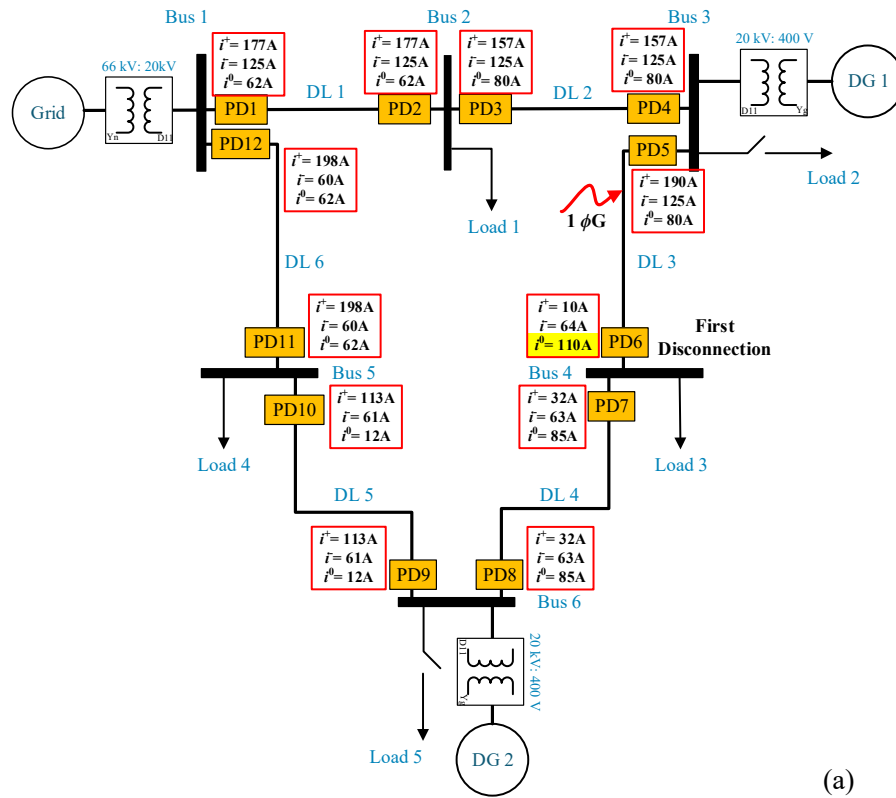 Bus 1
Bus 2
Bus 3
66 kV: 20kV
Grid
Yn
D11
i⁺= 177A
i⁻= 125A
i⁰= 62A
PD1
DL 1
i⁺= 177A
i⁻= 125A
i⁰= 62A
PD2
i⁺= 157A
i⁻= 125A
i⁰= 80A
PD3
DL 2
i⁺= 157A
i⁻= 125A
i⁰= 80A
PD4
20 kV: 400 V
D11
Yg
DG 1
PD12
i⁺= 198A
i⁻= 60A
i⁰= 62A
Load 1
PD5
i⁺= 190A
i⁻= 125A
i⁰= 80A
Load 2
1 ϕG
DL 6
DL 3
i⁺= 198A
i⁻= 60A
i⁰= 62A
PD11
Bus 5
i⁺= 10A
i⁻= 64A
i⁰= 110A
PD6
First
Disconnection
Bus 4
PD10
i⁺= 113A
i⁻= 61A
i⁰= 12A
Load 4
i⁺= 32A
i⁻= 63A
i⁰= 85A
PD7
Load 3
DL 5
DL 4
i⁺= 113A
i⁻= 61A
i⁰= 12A
PD9
PD8
i⁺= 32A
i⁻= 63A
i⁰= 85A
Bus 6
D11
Yg
20 kV: 400 V
Load 5
DG 2
(a)